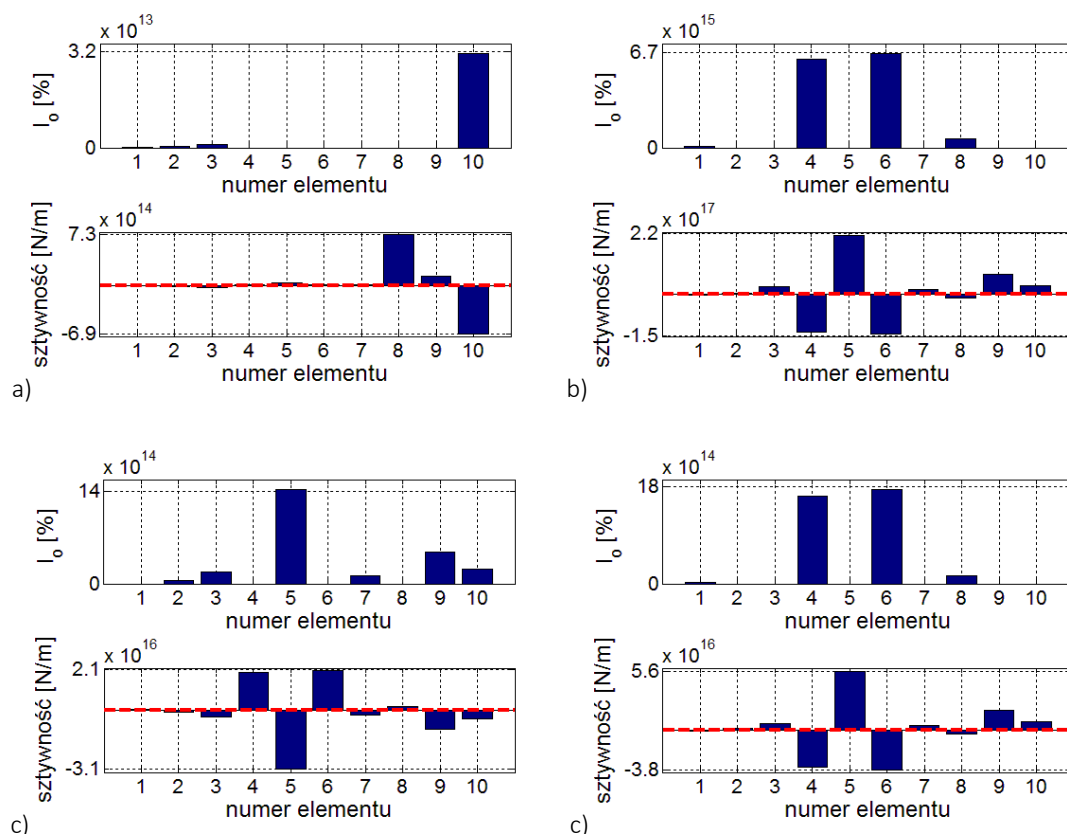 x 10^13
3.2
I_o [%]
0
1 2 3 4 5 6 7 8 9 10
numer elementu
x 10^14
7.3
sztywność [N/m]
-6.9
1 2 3 4 5 6 7 8 9 10
numer elementu
a)
x 10^15
6.7
I_o [%]
0
1 2 3 4 5 6 7 8 9 10
numer elementu
x 10^17
2.2
sztywność [N/m]
-1.5
1 2 3 4 5 6 7 8 9 10
numer elementu
b)
x 10^14
14
I_o [%]
0
1 2 3 4 5 6 7 8 9 10
numer elementu
x 10^16
2.1
sztywność [N/m]
-3.1
1 2 3 4 5 6 7 8 9 10
numer elementu
c)
x 10^14
18
I_o [%]
0
1 2 3 4 5 6 7 8 9 10
numer elementu
x 10^16
5.6
sztywność [N/m]
-3.8
1 2 3 4 5 6 7 8 9 10
numer elementu
c)